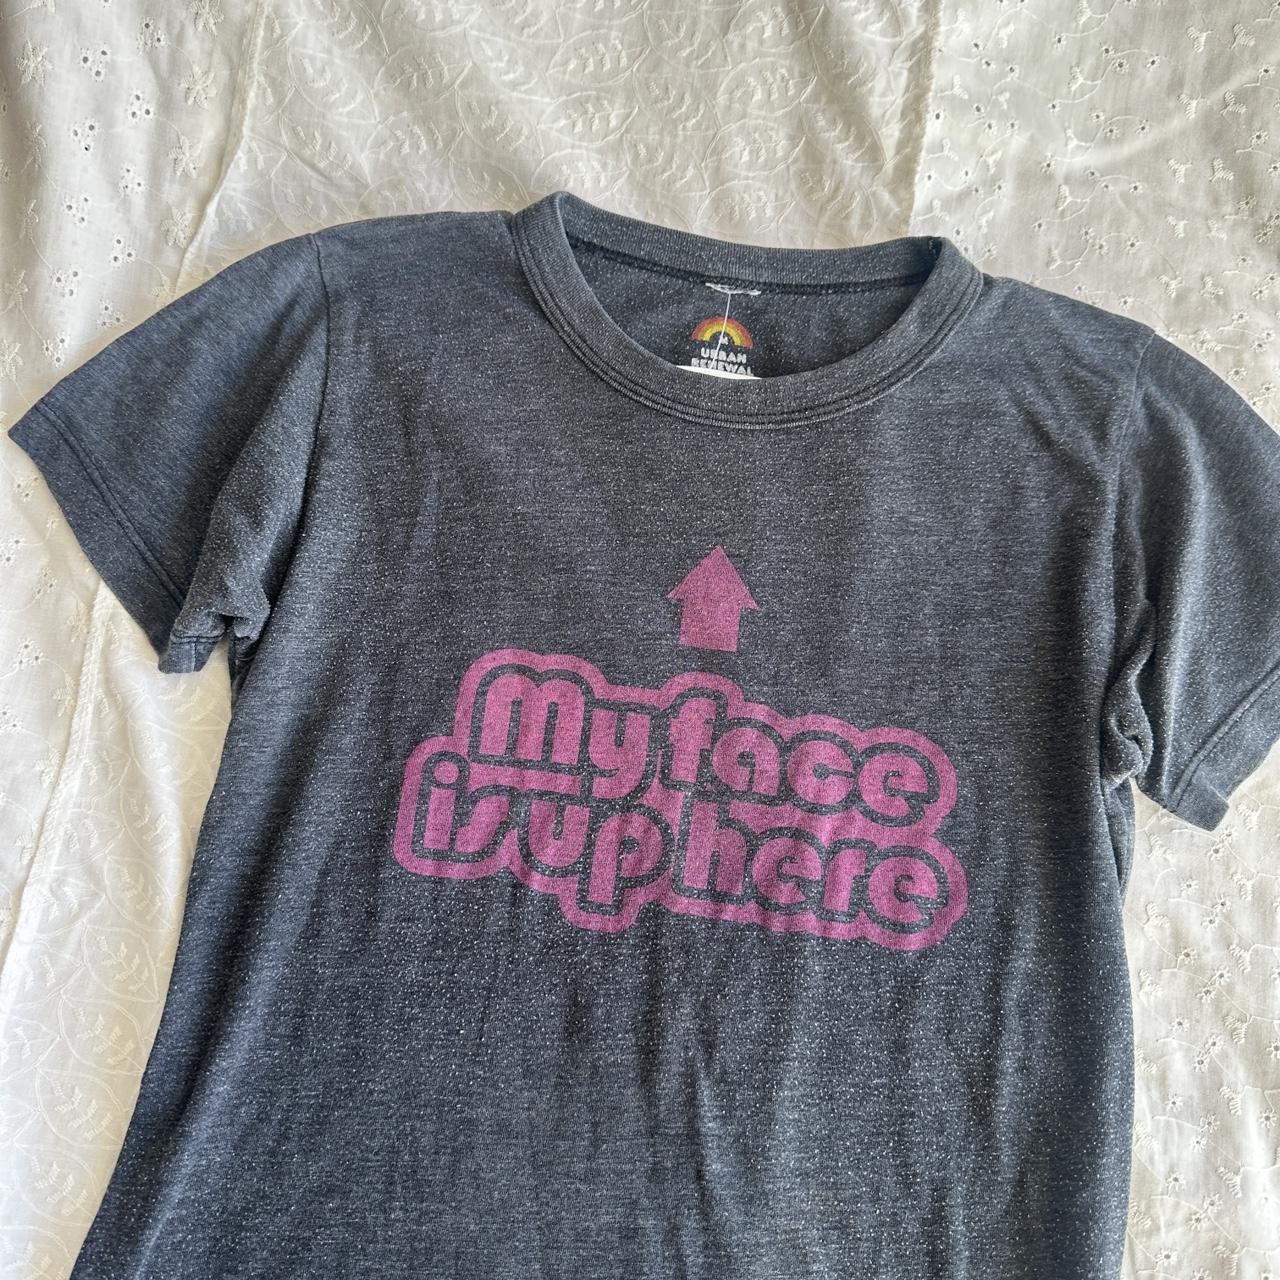 M
URBAN
RENEWAL
My face
is up here